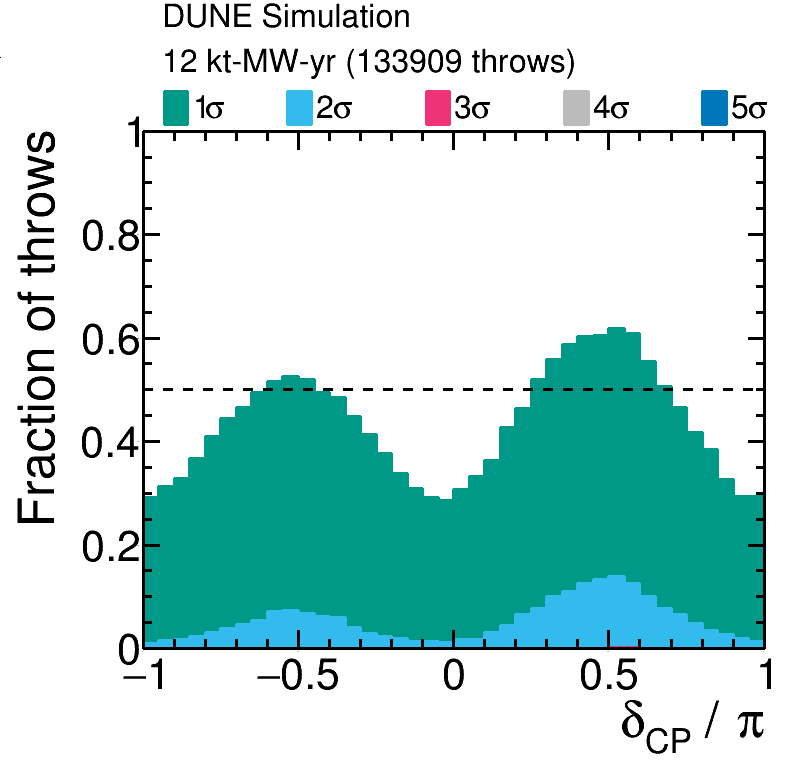 DUNE Simulation
12 kt-MW-yr (133909 throws)
1σ 2σ 3σ 4σ 5σ
Fraction of throws
1
0.8
0.6
0.4
0.2
0
−1 −0.5 0 0.5 1
δCP / π